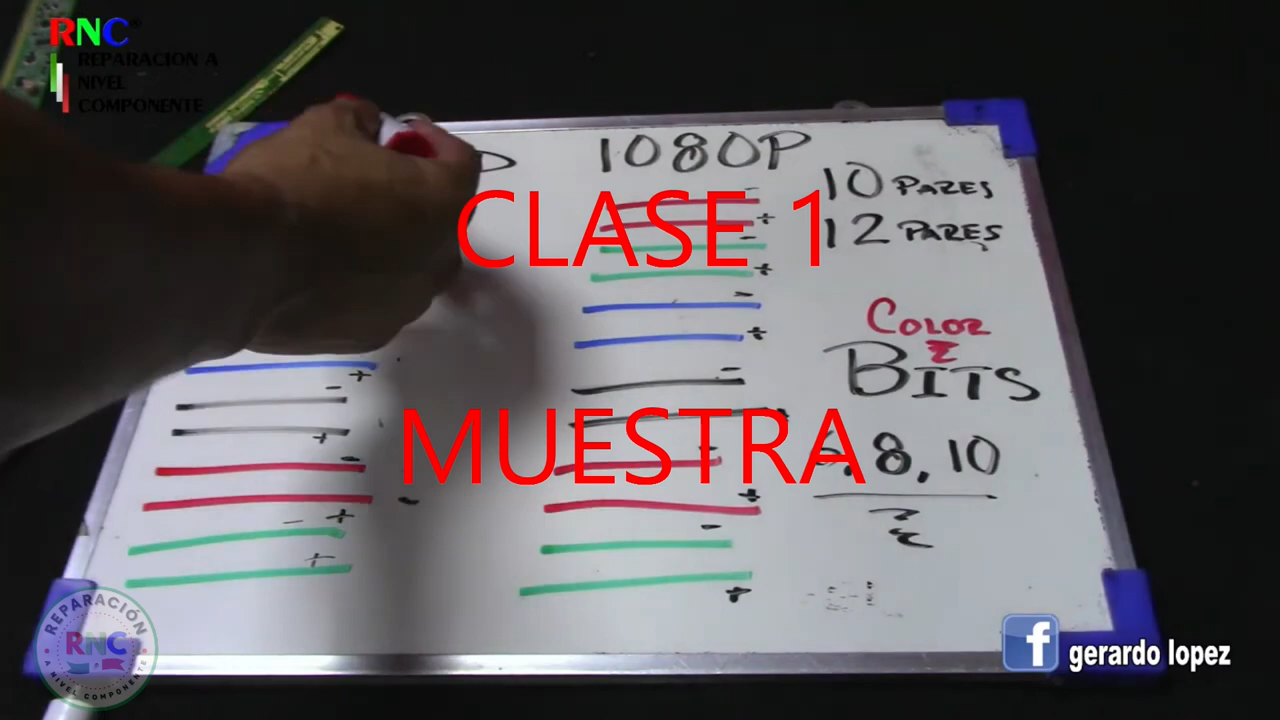 RNC
REPARACION A
NIVEL
COMPONENTE
1080P
10 PARES
12 PARES
CLASE 1
COLOR
BITS
MUESTRA
8, 10
REPARACIÓN
RNC
A NIVEL COMPONENTE
f
gerardo lopez